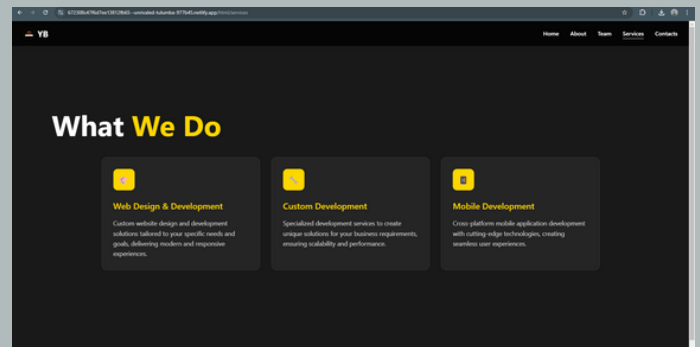 YB
Home About Team Services Contacts
What We Do
Web Design & Development
Custom website design and development
solutions tailored to your specific needs and
goals, delivering modern and responsive
experiences.
Custom Development
Specialized development services to create
unique solutions for your business requirements,
ensuring scalability and performance.
Mobile Development
Cross-platform mobile application development
with cutting-edge technologies, creating
seamless user experiences.